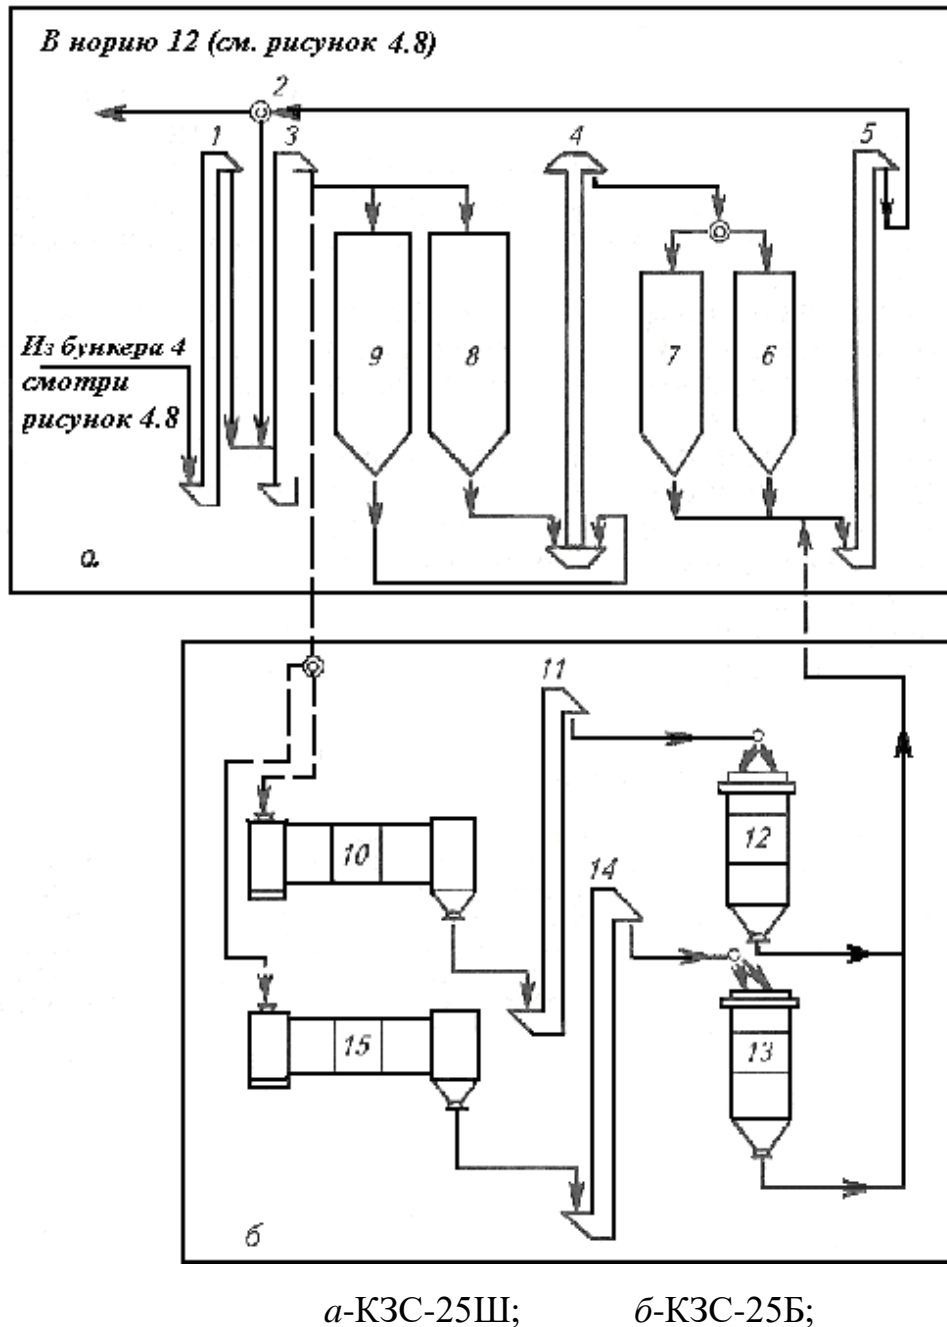 В норию 12 (см. рисунок 4.8)
2
1 3 4 5
Из бункера 4
смотри
рисунок 4.8
9 8 7 6
а
11
10 12
14
15 13
б
а-КЗС-25Ш; б-КЗС-25Б;